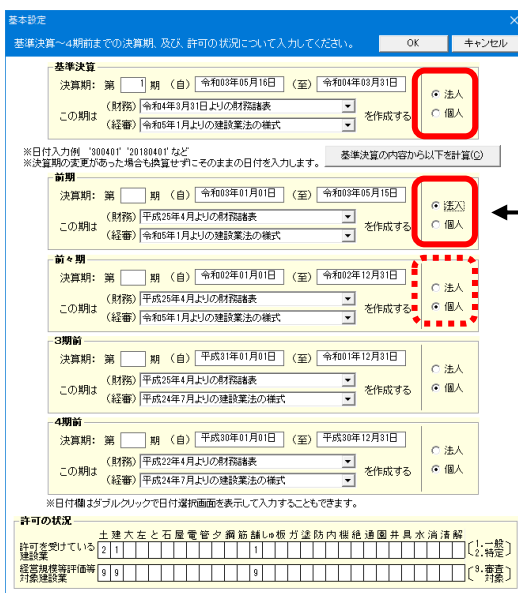 基本設定
基準決算～4期前までの決算期、及び、許可の状況について入力してください。 OK キャンセル
基準決算
決算期: 第 1 期 (自) 令和03年05月16日 (至) 令和04年03月31日
この期は (財務) 令和4年3月31日よりの財務諸表
(経審) 令和5年1月よりの建設業法の様式
を作成する
法人
個人
※日付入力例 '300401' '20180401'など
※決算期の変更があった場合も換算せずにそのままの日付を入力します。
基準決算の内容から以下を計算(C)
前期
決算期: 第 期 (自) 令和03年01月01日 (至) 令和03年05月15日
この期は (財務) 平成25年4月よりの財務諸表
(経審) 令和5年1月よりの建設業法の様式
を作成する
法人
個人
前々期
決算期: 第 期 (自) 令和02年01月01日 (至) 令和02年12月31日
この期は (財務) 平成25年4月よりの財務諸表
(経審) 令和5年1月よりの建設業法の様式
を作成する
法人
個人
3期前
決算期: 第 期 (自) 平成31年01月01日 (至) 令和01年12月31日
この期は (財務) 平成25年4月よりの財務諸表
(経審) 平成24年7月よりの建設業法の様式
を作成する
法人
個人
4期前
決算期: 第 期 (自) 平成30年01月01日 (至) 平成30年12月31日
この期は (財務) 平成22年4月よりの財務諸表
(経審) 平成24年7月よりの建設業法の様式
を作成する
法人
個人
※日付欄はダブルクリックで日付選択画面を表示して入力することもできます。
許可の状況
土 建 大 左 と 石 屋 電 管 タ 鋼 筋 舗 しゅ 板 ガ 塗 防 内 機 絶 通 園 井 具 水 消 清 解
許可を受けている建設業 2 1 1 [1.一般 2.特定]
経営規模等評価等対象建設業 9 9 9 [9.審査対象]